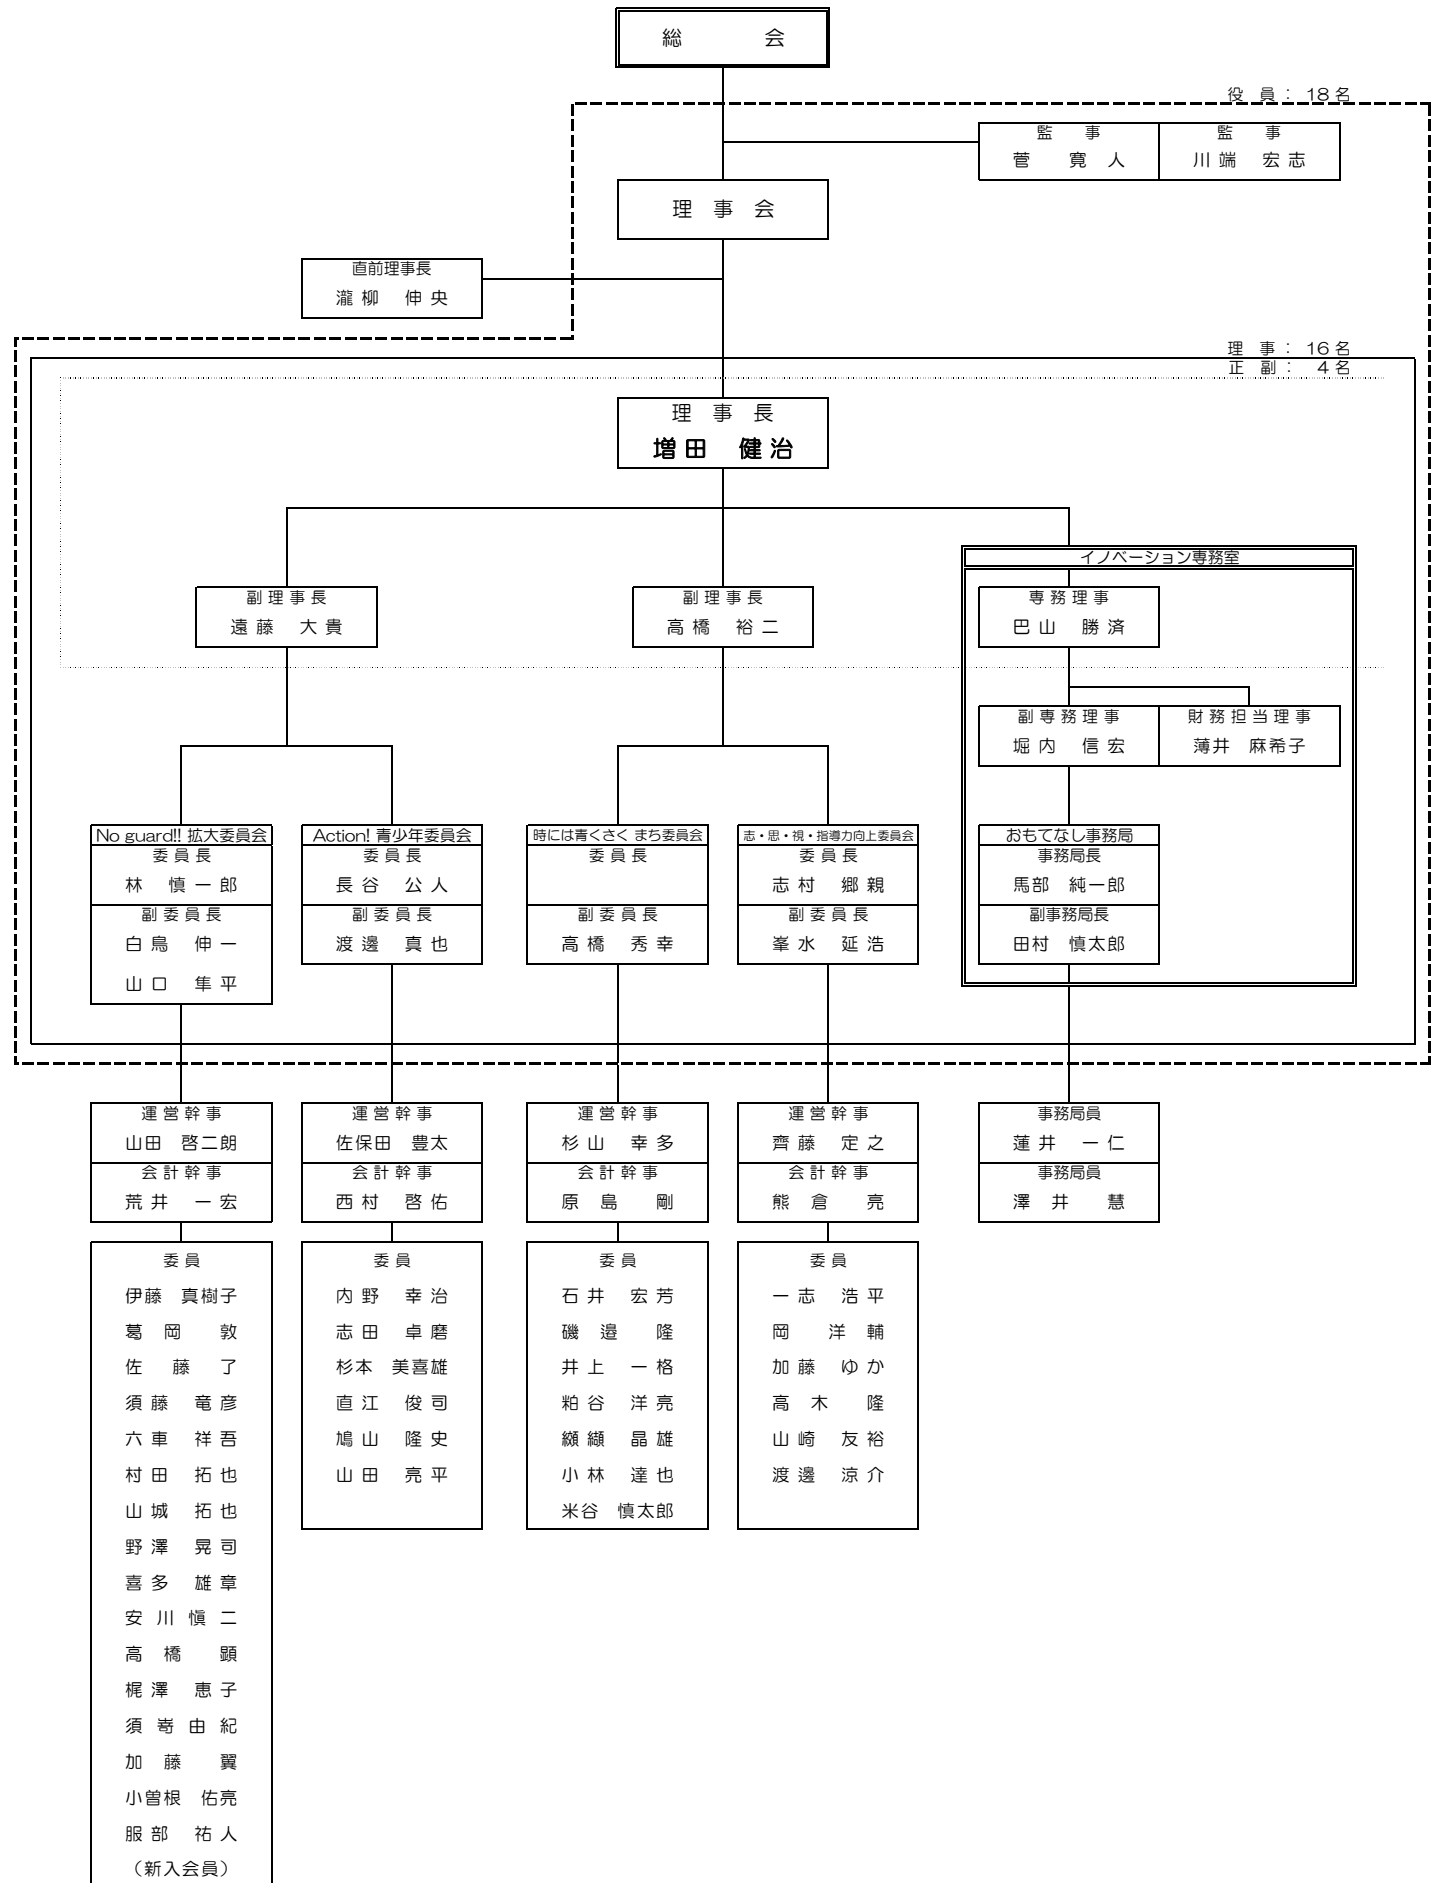 総 会
役 員 : 18 名
監 事
菅 寛 人
監 事
川 端 宏 志
理 事 会
直前理事長
瀧 柳 伸 央
理 事 : 16 名
正 副 : 4 名
理 事 長
増 田 健 治
イノベーション専務室
副 理 事 長
遠 藤 大 貴
副 理 事 長
高 橋 裕 二
専 務 理 事
巴 山 勝 済
副 専 務 理 事
堀 内 信 宏
財 務 担 当 理 事
薄井 麻希子
No guard!! 拡大委員会
委 員 長
林 慎 一 郎
副 委 員 長
白 鳥 伸 一
山 口 隼 平
Action! 青少年委員会
委 員 長
長 谷 公 人
副 委 員 長
渡 邊 真 也
時には青くさく まち委員会
委 員 長
副 委 員 長
高 橋 秀 幸
志・思・視・指導力向上委員会
委 員 長
志 村 郷 親
副 委 員 長
峯 水 延 浩
おもてなし事務局
事務局長
馬部 純一郎
副事務局長
田村 慎太郎
運 営 幹 事
山田 啓二朗
会 計 幹 事
荒 井 一 宏
運 営 幹 事
佐保田 豊太
会 計 幹 事
西 村 啓 佑
運 営 幹 事
杉 山 幸 多
会 計 幹 事
原 島 剛
運 営 幹 事
齊 藤 定 之
会 計 幹 事
熊 倉 亮
事務局員
蓮 井 一 仁
事務局員
澤 井 慧
委 員
伊藤 真樹子
葛 岡 敦
佐 藤 了
須 藤 竜 彦
六 車 祥 吾
村 田 拓 也
山 城 拓 也
野 澤 晃 司
喜 多 雄 章
安 川 愼 二
高 橋 顕
梶 澤 恵 子
須 嵜 由 紀
加 藤 翼
小曽根 佑亮
服 部 祐 人
（新入会員）
委 員
内 野 幸 治
志 田 卓 磨
杉本 美喜雄
直 江 俊 司
鳩 山 隆 史
山 田 亮 平
委 員
石 井 宏 芳
磯 邉 隆
井 上 一 格
粕 谷 洋 亮
纐 纈 晶 雄
小 林 達 也
米谷 慎太郎
委 員
一 志 浩 平
岡 洋 輔
加 藤 ゆ か
高 木 隆
山 崎 友 裕
渡 邊 涼 介